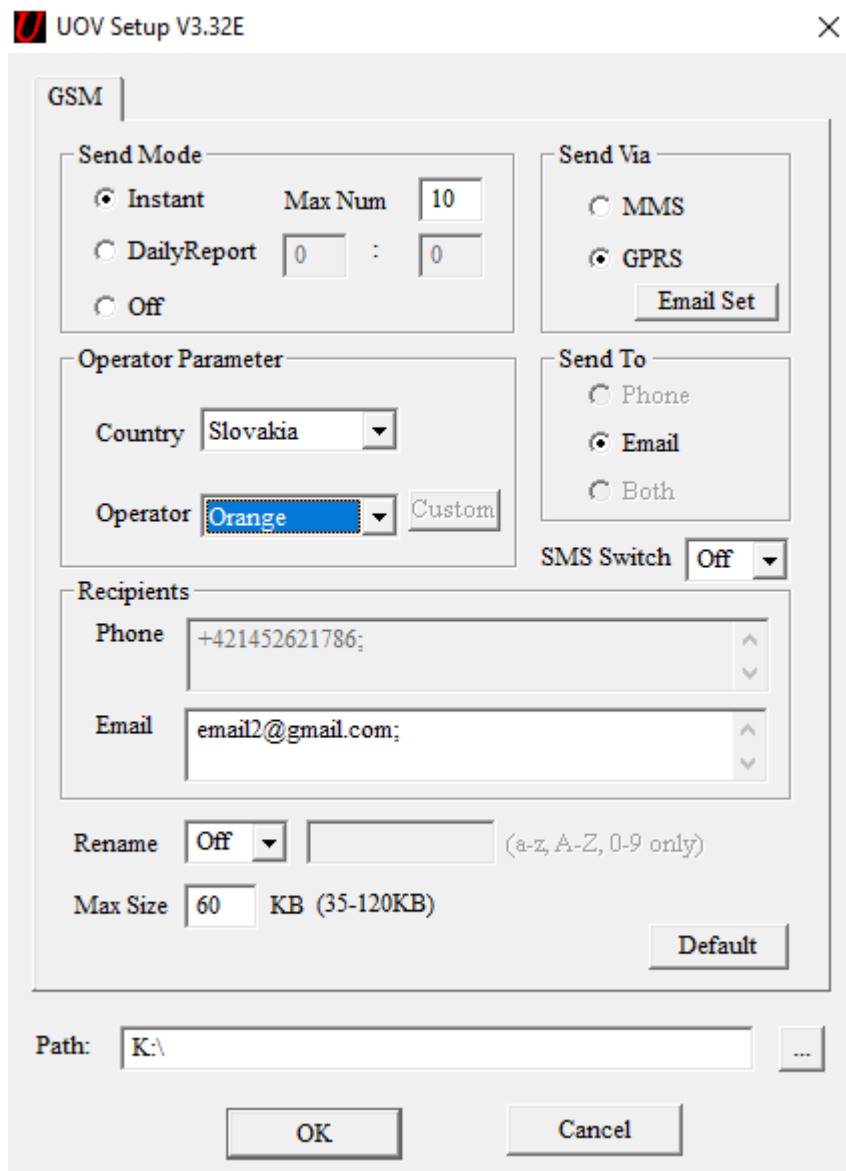 UOV Setup V3.32E
GSM
Send Mode
Instant Max Num 10
DailyReport 0 : 0
Off
Send Via
MMS
GPRS
Email Set
Operator Parameter
Country Slovakia
Operator Orange Custom
Send To
Phone
Email
Both
SMS Switch Off
Recipients
Phone +421452621786;
Email email2@gmail.com;
Rename Off (a-z, A-Z, 0-9 only)
Max Size 60 KB (35-120KB)
Default
Path: K:\ ...
OK Cancel